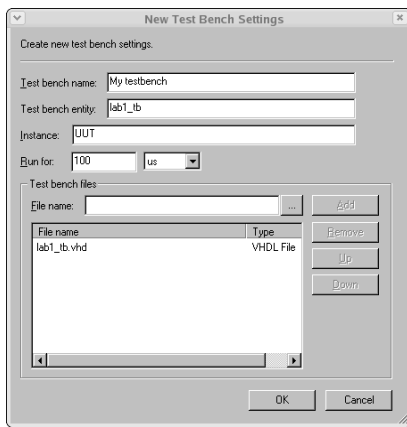 New Test Bench Settings
Create new test bench settings.
Test bench name: My testbench
Test bench entity: lab1_tb
Instance: UUT
Run for: 100 us
Test bench files
File name: ... Add
File name Type Remove
lab1_tb.vhd VHDL File
Up
Down
OK Cancel